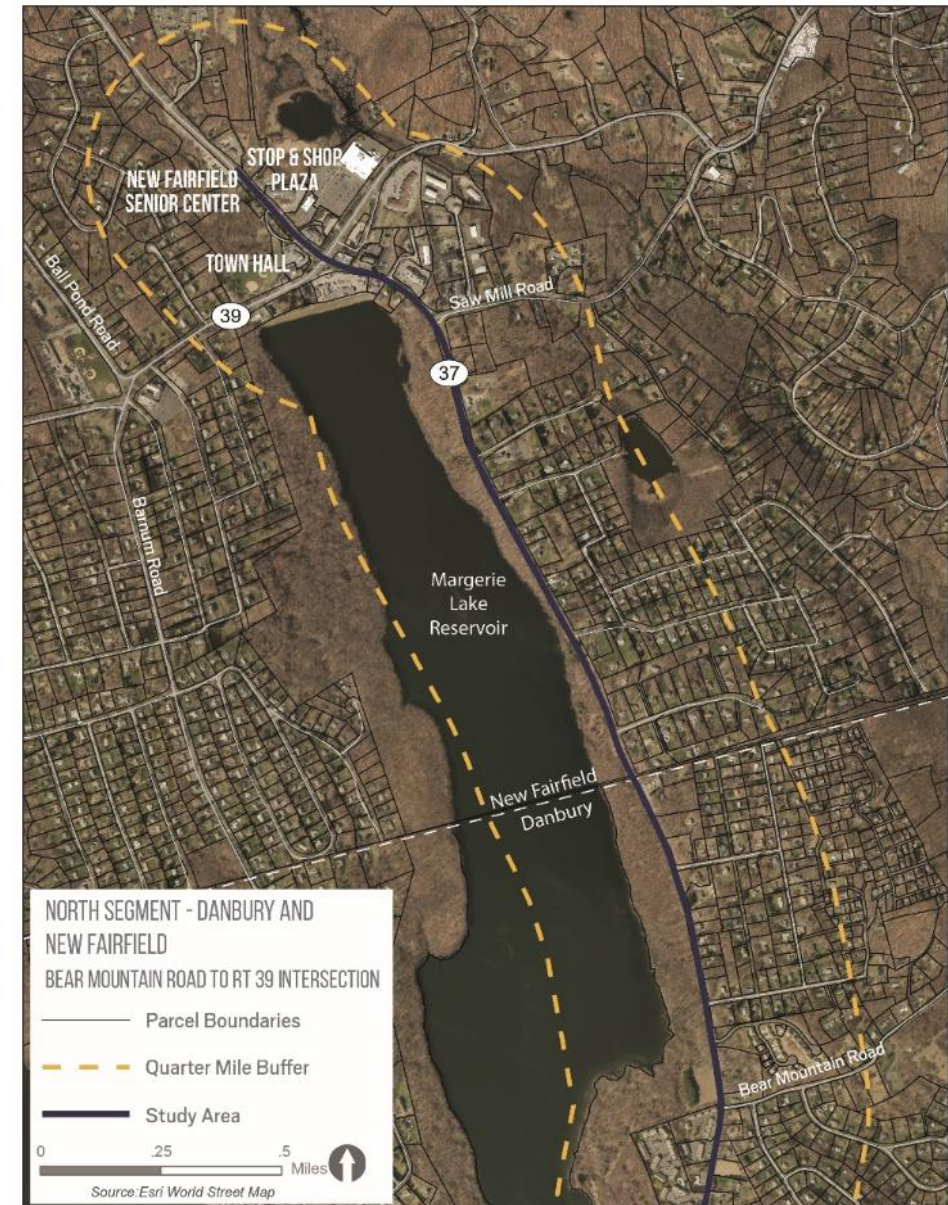 STOP & SHOP
PLAZA
NEW FAIRFIELD
SENIOR CENTER
TOWN HALL
Ball Pond Road
39
Saw Mill Road
37
Barnum Road
Margerie
Lake
Reservoir
New Fairfield
Danbury
Bear Mountain Road
NORTH SEGMENT - DANBURY AND
NEW FAIRFIELD
BEAR MOUNTAIN ROAD TO RT 39 INTERSECTION
Parcel Boundaries
Quarter Mile Buffer
Study Area
0 .25 .5
Miles
Source:Esri World Street Map